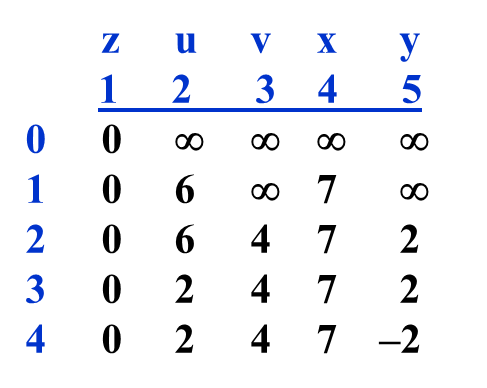 z u v x y
1 2 3 4 5
0 0 ∞ ∞ ∞ ∞
1 0 6 ∞ 7 ∞
2 0 6 4 7 2
3 0 2 4 7 2
4 0 2 4 7 –2